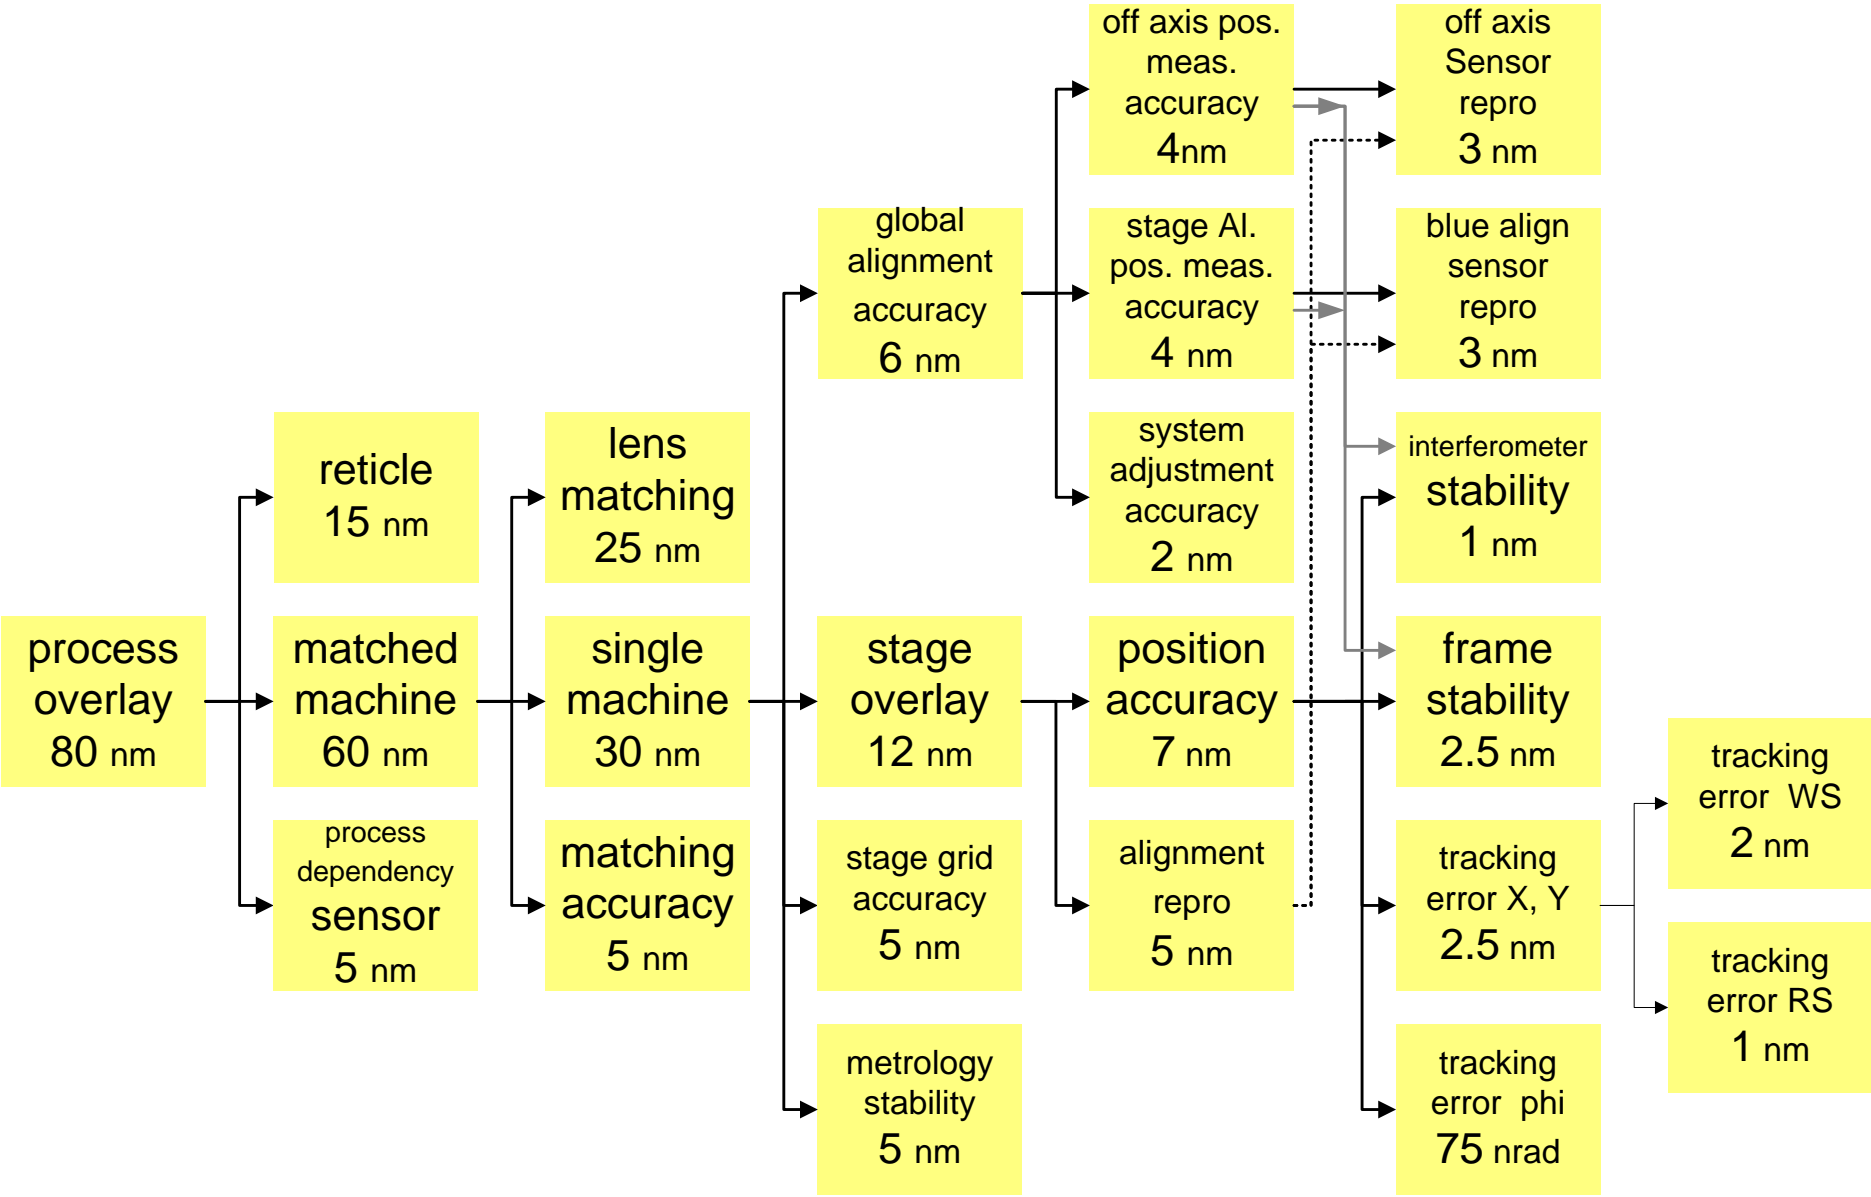 process
overlay
80 nm
reticle
15 nm
matched
machine
60 nm
process
dependency
sensor
5 nm
lens
matching
25 nm
single
machine
30 nm
matching
accuracy
5 nm
global
alignment
accuracy
6 nm
stage
overlay
12 nm
stage grid
accuracy
5 nm
metrology
stability
5 nm
off axis pos.
meas.
accuracy
4nm
stage Al.
pos. meas.
accuracy
4 nm
system
adjustment
accuracy
2 nm
position
accuracy
7 nm
alignment
repro
5 nm
off axis
Sensor
repro
3 nm
blue align
sensor
repro
3 nm
interferometer
stability
1 nm
frame
stability
2.5 nm
tracking
error X, Y
2.5 nm
tracking
error phi
75 nrad
tracking
error WS
2 nm
tracking
error RS
1 nm